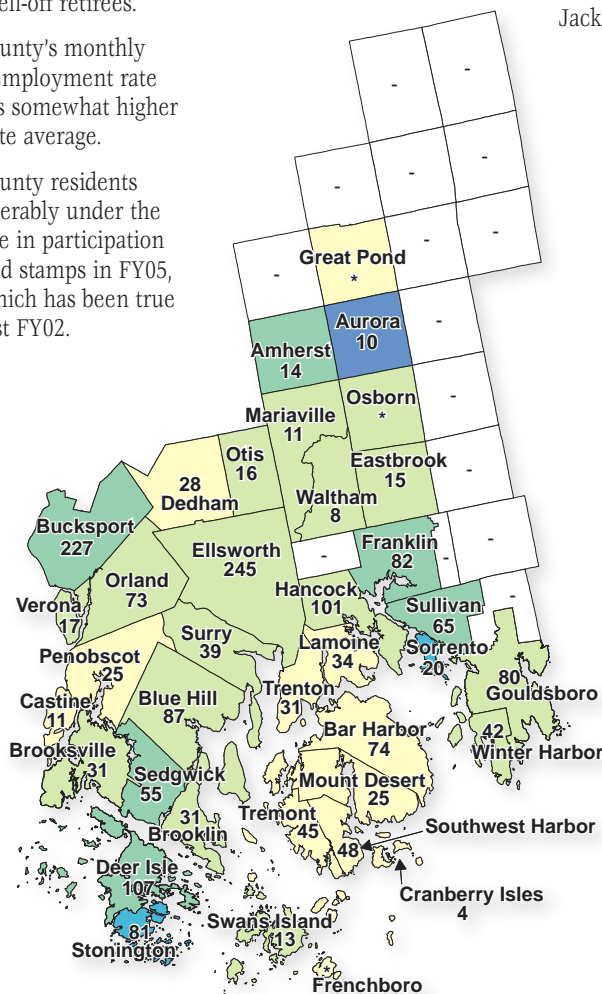 ell-off retirees.
unty's monthly
employment rate
s somewhat higher
te average.
unty residents
erably under the
e in participation
d stamps in FY05,
hich has been true
st FY02.
Jack
-
-
-
-
-
-
-
-
Great Pond
*
Aurora
10
-
Amherst
14
Osborn
*
-
Mariaville
11
Otis
16
Eastbrook
15
-
28
Dedham
Waltham
8
Bucksport
227
Ellsworth
245
-
Franklin
82
-
-
Orland
73
Hancock
101
-
Verona
17
Sullivan
65
Surry
39
Lamoine
34
Sorrento
20
Penobscot
25
80
Gouldsboro
Castine
11
Blue Hill
87
Trenton
31
Bar Harbor
74
42
Winter Harbor
Brooksville
31
Sedgwick
55
Mount Desert
25
31
Brooklin
Tremont
45
48
Southwest Harbor
Deer Isle
107
Cranberry Isles
4
81
Stonington
Swans Island
13
*
Frenchboro